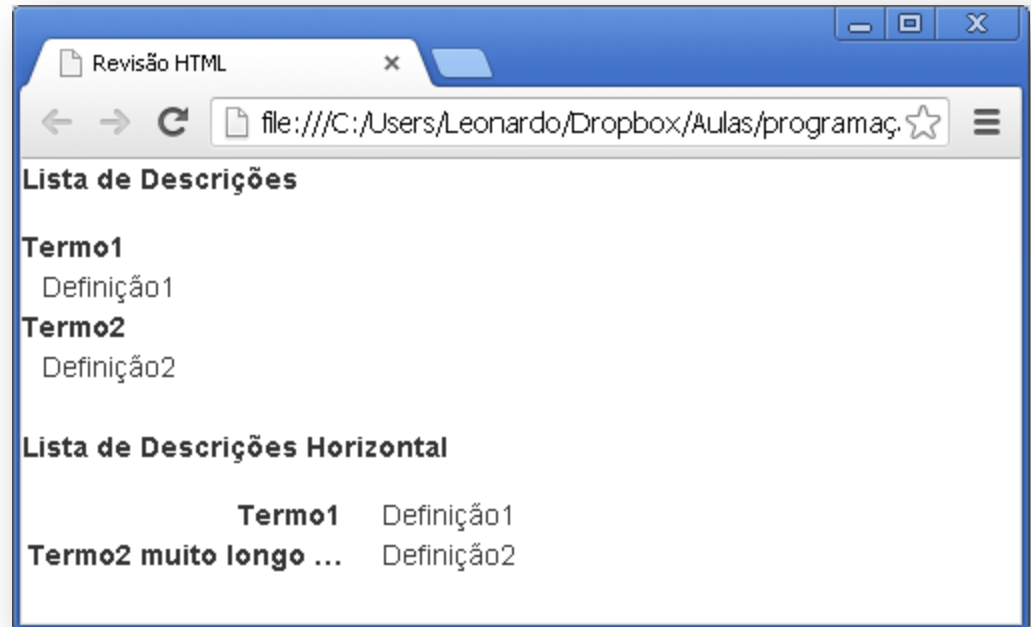 Revisão HTML
file:///C:/Users/Leonardo/Dropbox/Aulas/programaç
Lista de Descrições
Termo1
Definição1
Termo2
Definição2
Lista de Descrições Horizontal
Termo1 Definição1
Termo2 muito longo ... Definição2